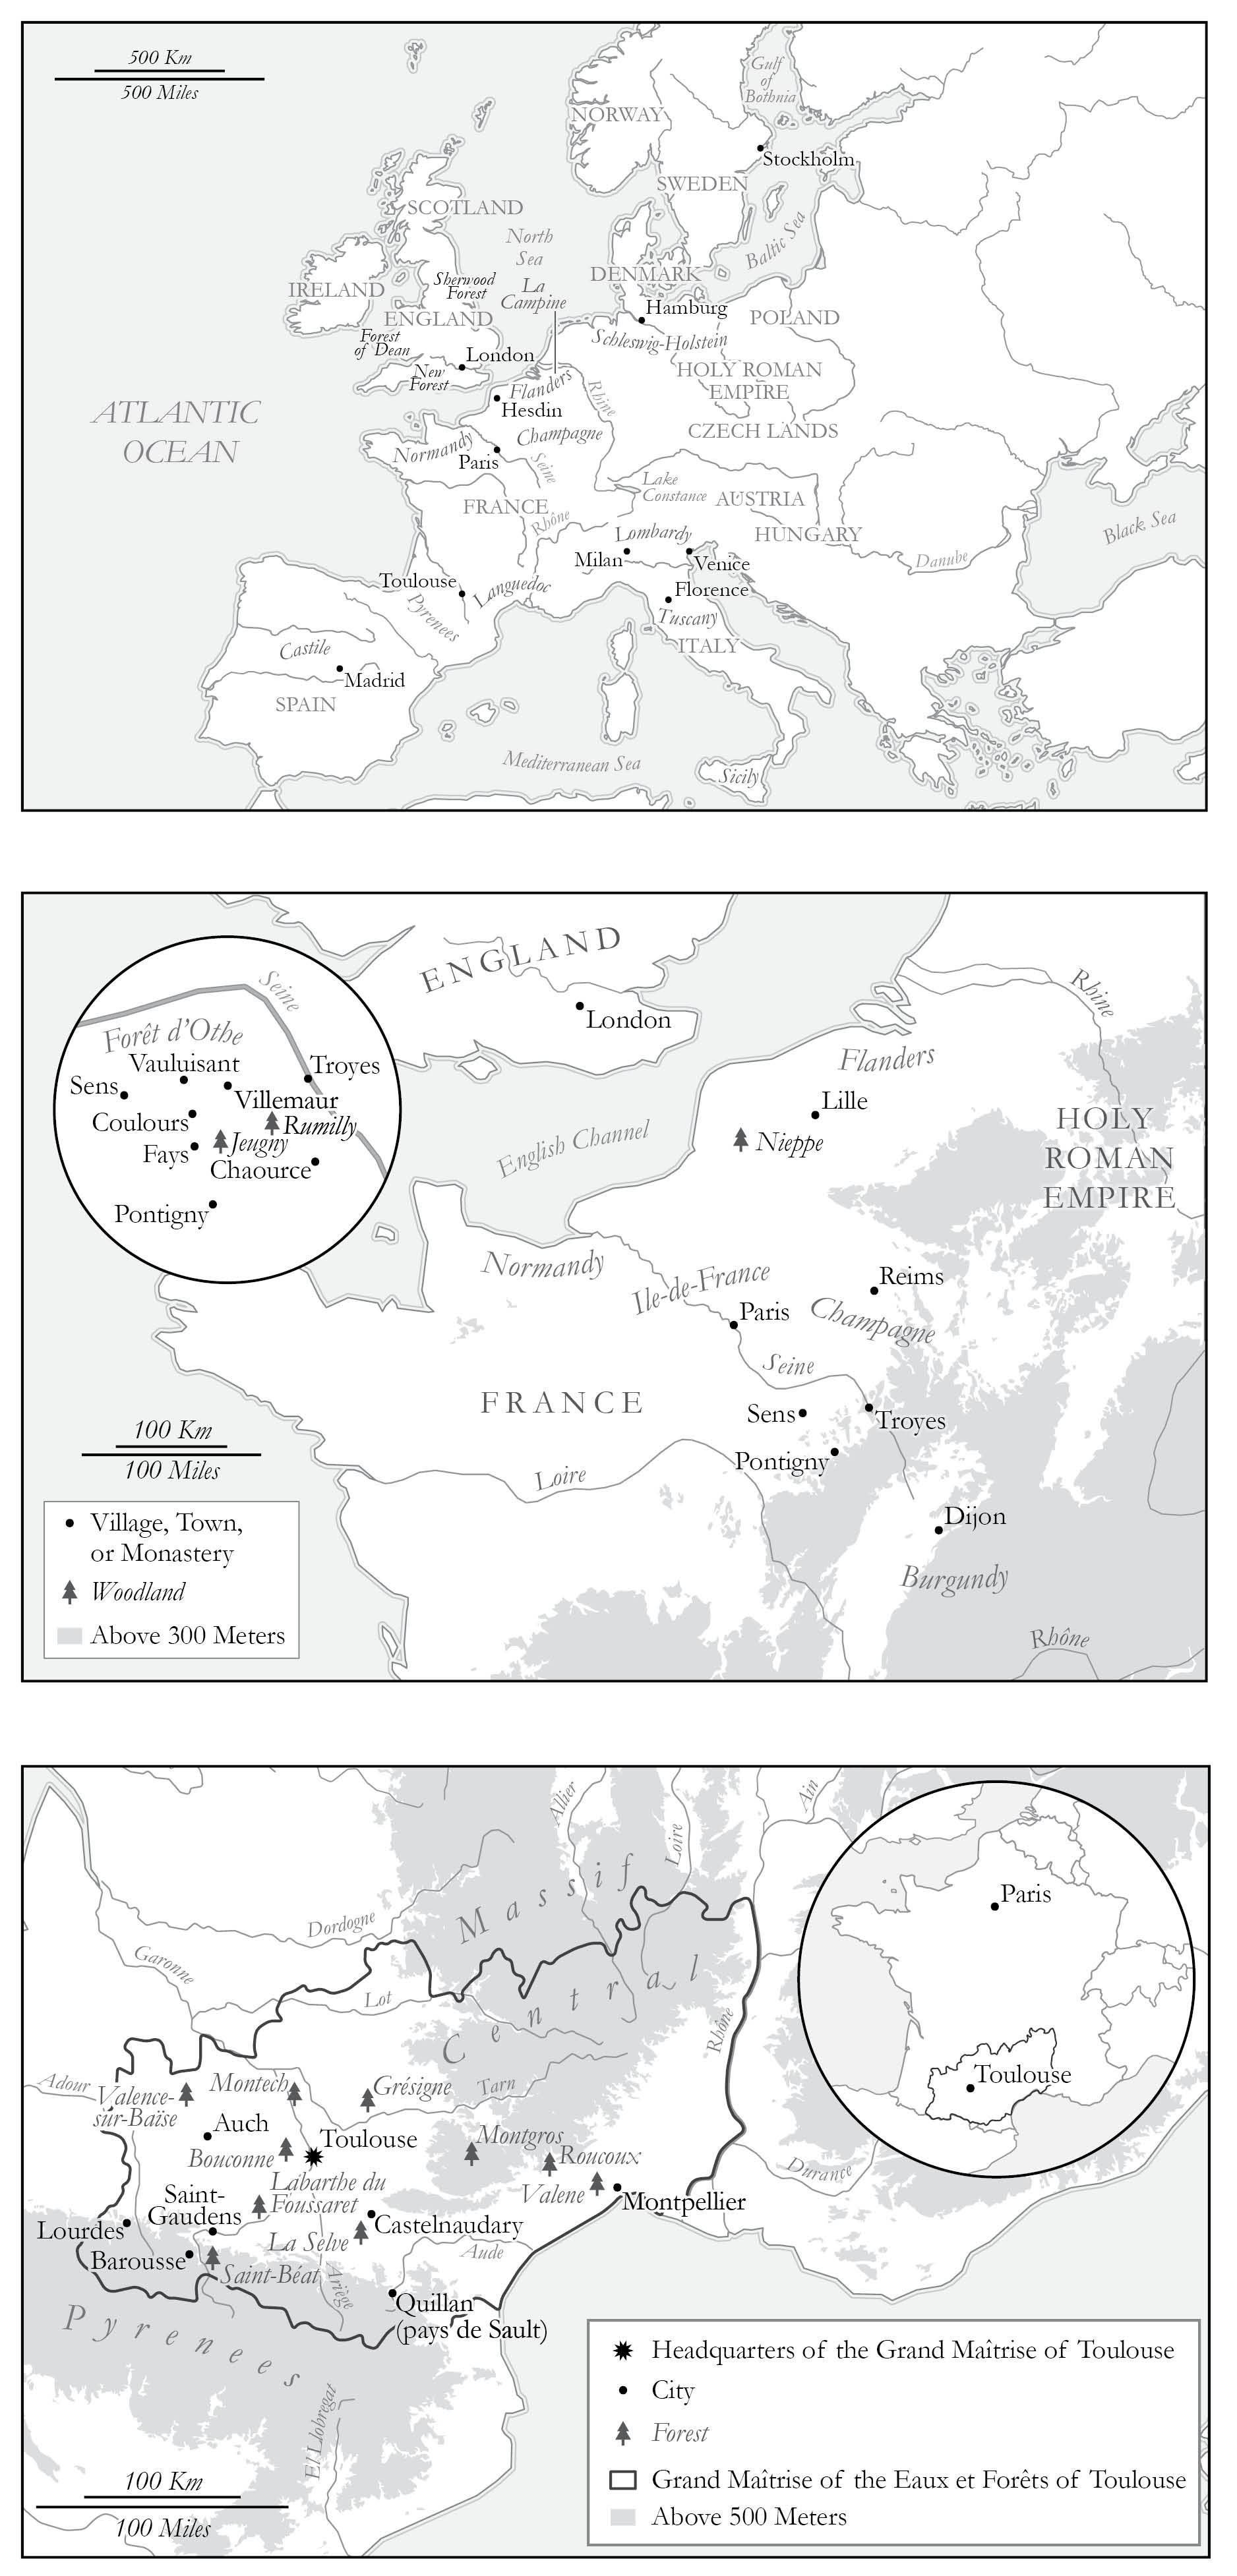 500 Km
500 Miles
Gulf
of
Bothnia
NORWAY
Stockholm
SWEDEN
SCOTLAND
North
Sea
Baltic Sea
DENMARK
IRELAND
Sherwood
Forest
La
Campine
Hamburg
ENGLAND
POLAND
Forest
of Dean
Schleswig-Holstein
London
New
Forest
HOLY ROMAN
EMPIRE
Flanders
Rhine
Hesdin
ATLANTIC
OCEAN
CZECH LANDS
Champagne
Normandy
Paris
Seine
Lake
Constance
AUSTRIA
FRANCE
Rhône
Black Sea
Lombardy
HUNGARY
Milan
Venice
Danube
Toulouse
Languedoc
Florence
Pyrenees
Tuscany
Castile
ITALY
Madrid
SPAIN
Mediterranean Sea
Sicily
ENGLAND
Seine
Rhine
London
Forêt d'Othe
Flanders
Vauluisant
Troyes
Sens
Villemaur
Lille
Coulours
Rumilly
HOLY
ROMAN
EMPIRE
Jeugny
Nieppe
English Channel
Fays
Chaource
Pontigny
Normandy
Ile-de-France
Reims
Paris
Champagne
Seine
FRANCE
Sens
Troyes
100 Km
100 Miles
Pontigny
Loire
Village, Town,
or Monastery
Woodland
Above 300 Meters
Dijon
Burgundy
Rhône
Allier
Loire
Ain
Massif
Central
Paris
Dordogne
Garonne
Lot
Rhône
Toulouse
Adour
Valence-
sur-Baïse
Montech
Grésigne
Tarn
Auch
Toulouse
Montgros
Bouconne
Roucoux
Durance
Labarthe du
Foussaret
Valene
Montpellier
Saint-
Gaudens
Lourdes
Castelnaudary
La Selve
Aude
Barousse
Saint-Béat
Ariège
Quillan
(pays de Sault)
Pyrenees
El Llobregat
100 Km
100 Miles
Headquarters of the Grand Maîtrise of Toulouse
City
Forest
Grand Maîtrise of the Eaux et Forêts of Toulouse
Above 500 Meters